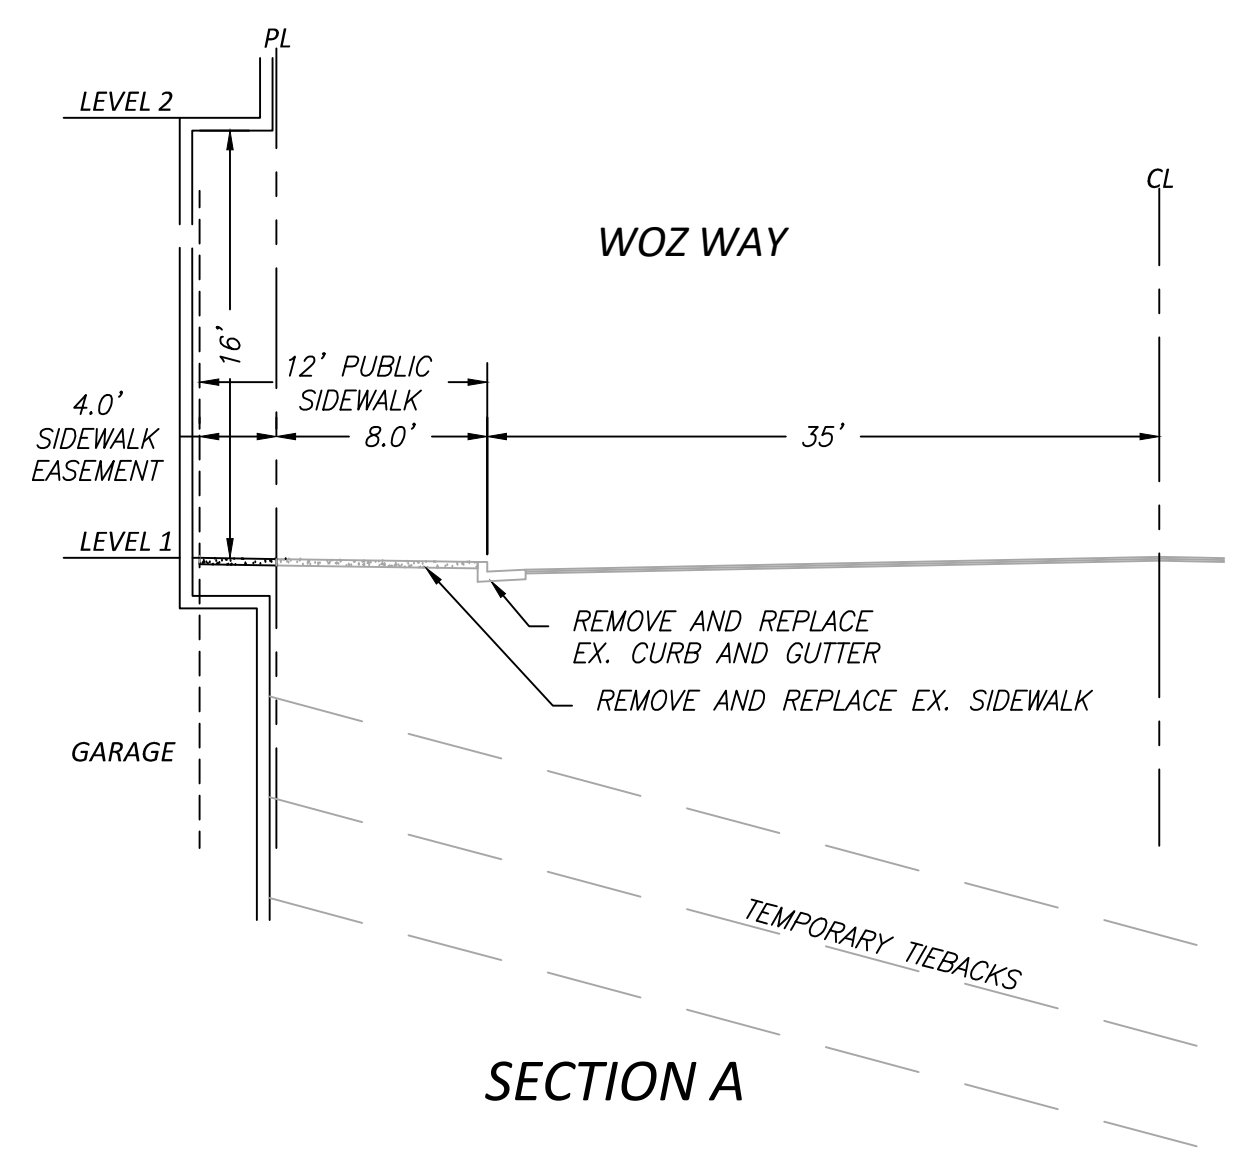 PL
LEVEL 2
CL
WOZ WAY
16'
12' PUBLIC
SIDEWALK
4.0'
SIDEWALK
EASEMENT
8.0'
35'
LEVEL 1
REMOVE AND REPLACE
EX. CURB AND GUTTER
REMOVE AND REPLACE EX. SIDEWALK
GARAGE
TEMPORARY TIEBACKS
SECTION A